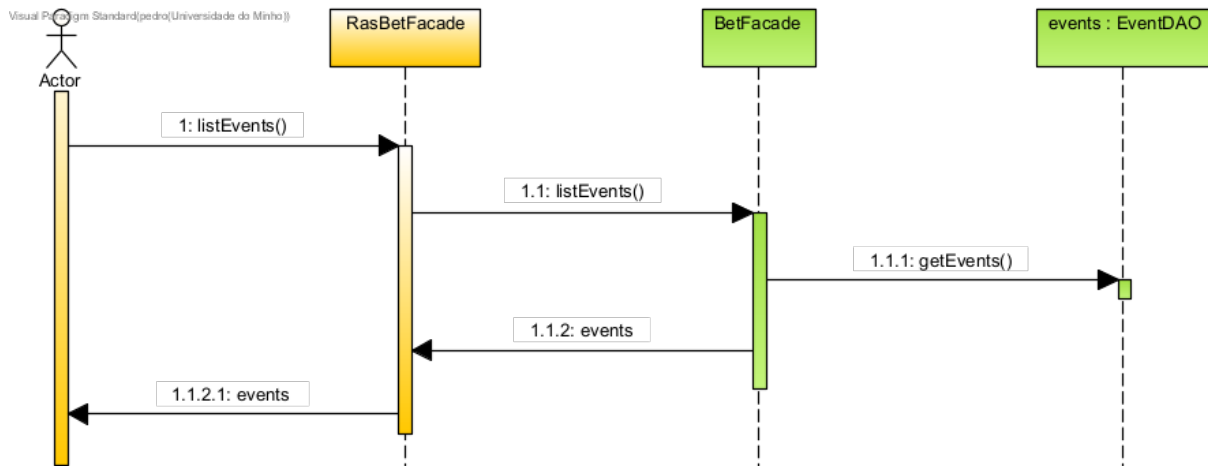 Visual Paradigm Standard(pedro(Universidade do Minho))
RasBetFacade
BetFacade
events : EventDAO
Actor
1: listEvents()
1.1: listEvents()
1.1.1: getEvents()
1.1.2: events
1.1.2.1: events